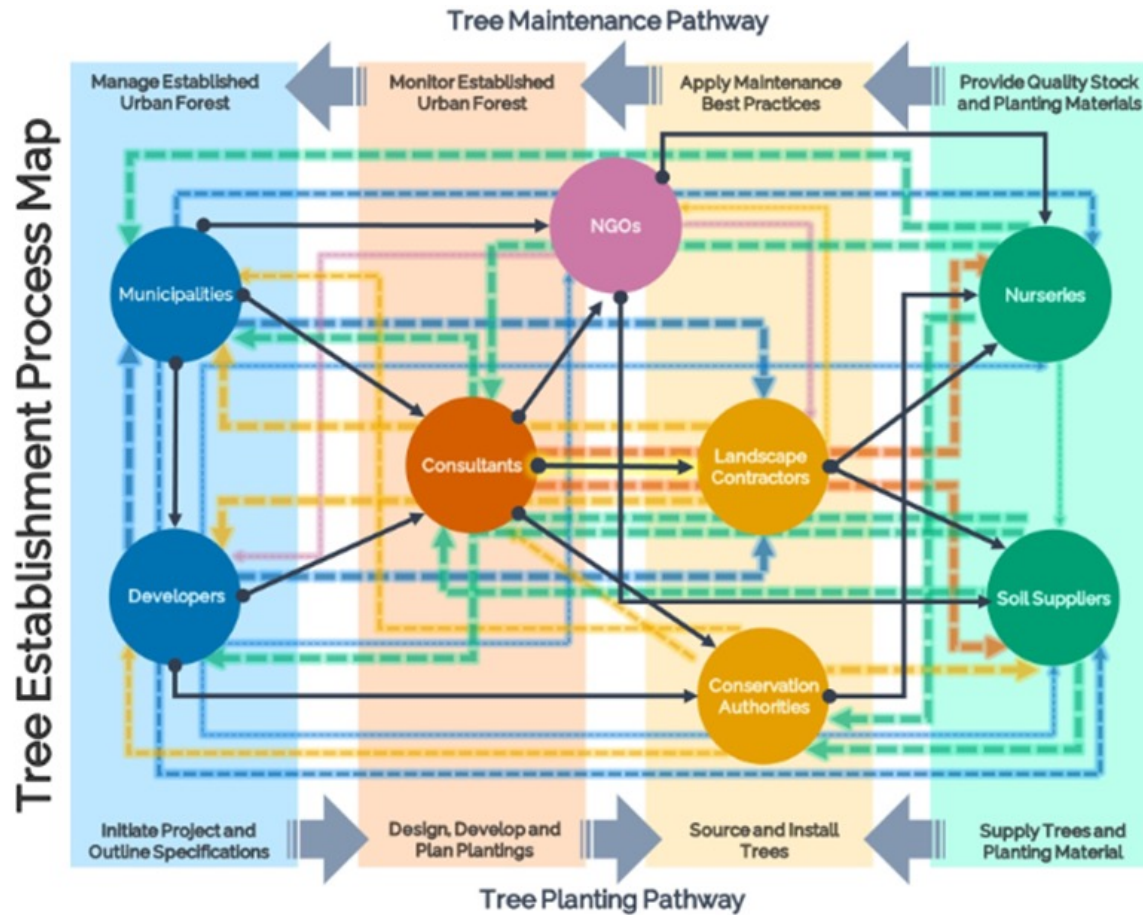 Tree Maintenance Pathway
Manage Established
Urban Forest
Monitor Established
Urban Forest
Apply Maintenance
Best Practices
Provide Quality Stock
and Planting Materials
Tree Establishment Process Map
NGOs
Municipalities
Nurseries
Consultants
Landscape
Contractors
Developers
Soil Suppliers
Conservation
Authorities
Initiate Project and
Outline Specifications
Design, Develop and
Plan Plantings
Source and Install
Trees
Supply Trees and
Planting Material
Tree Planting Pathway